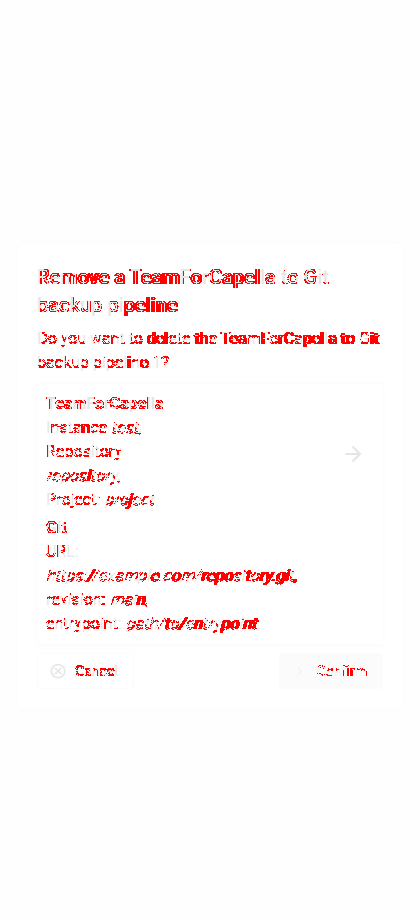 Remove a TeamForCapella to Git
backup pipeline
Do you want to delete the TeamForCapella to Git
backup pipeline 1?
TeamForCapella
Instance test,
Repository
repository,
Project: project
Git
URL:
https://example.com/repository.git,
revision: main,
entrypoint: path/to/entrypoint
Cancel
Confirm